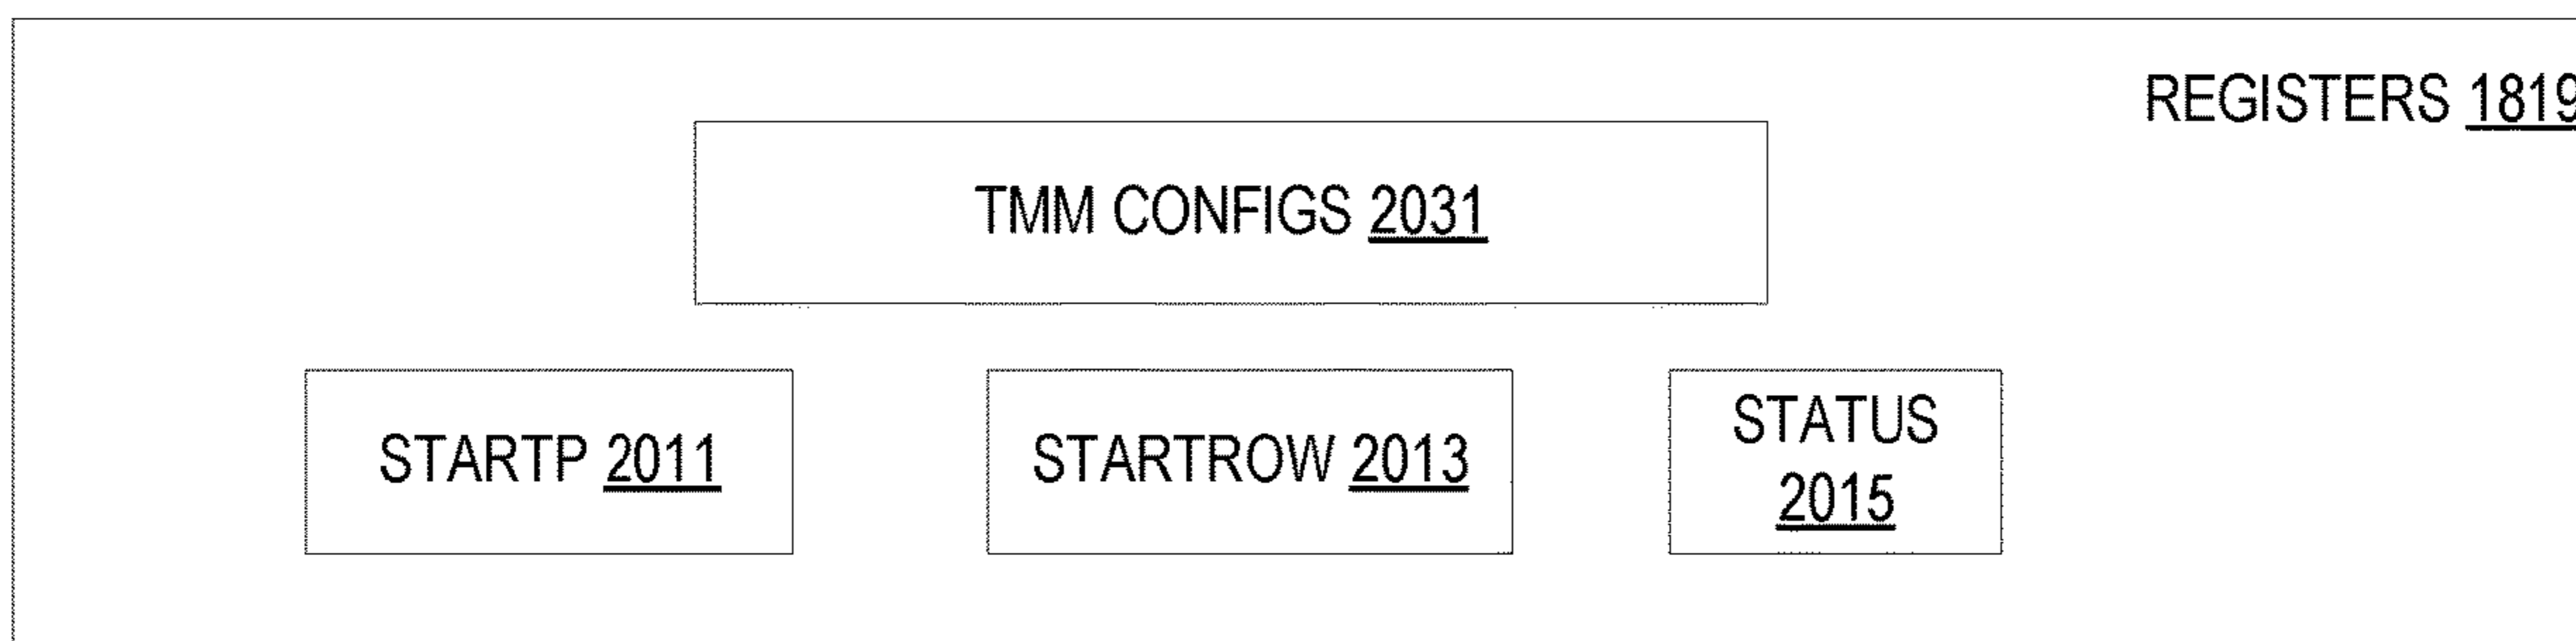 REGISTERS 1819
TMM CONFIGS 2031
STARTP 2011
STARTROW 2013
STATUS
2015